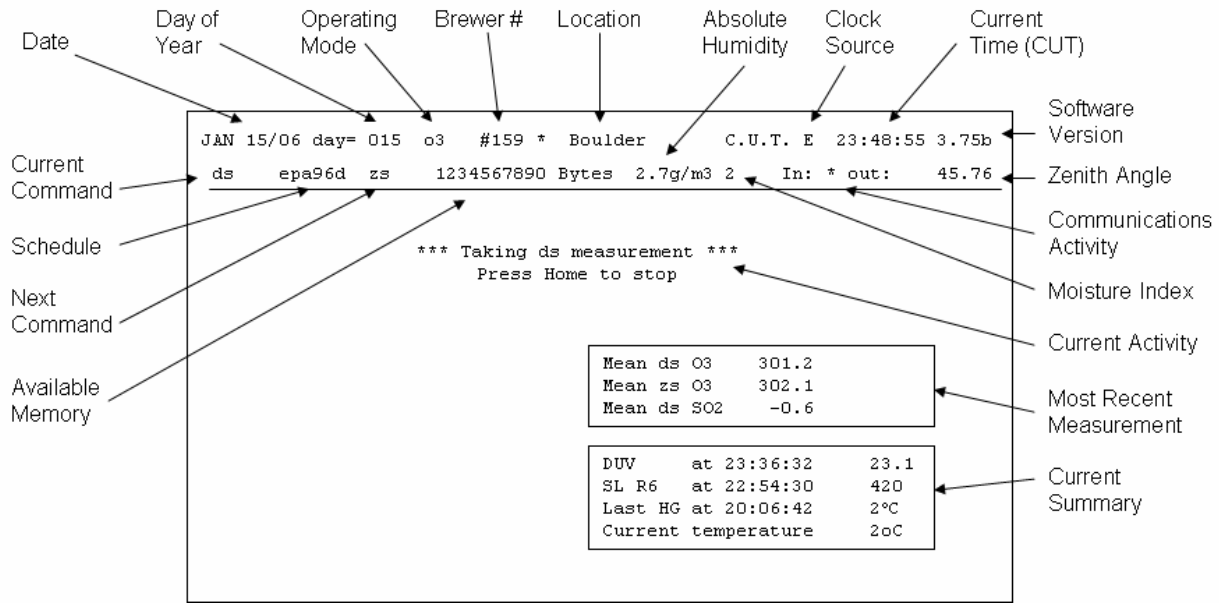 Date
Day of
Year
Operating
Mode
Brewer #
Location
Absolute
Humidity
Clock
Source
Current
Time (CUT)
JAN 15/06 day= 015 o3 #159 * Boulder C.U.T. E 23:48:55 3.75b
Software
Version
Current
Command
ds epa96d zs 1234567890 Bytes 2.7g/m3 2 In: * out: 45.76
Zenith Angle
Communications
Activity
Schedule
*** Taking ds measurement ***
Press Home to stop
Moisture Index
Next
Command
Current Activity
Mean ds O3 301.2
Mean zs O3 302.1
Mean ds SO2 -0.6
Available
Memory
Most Recent
Measurement
DUV at 23:36:32 23.1
SL R6 at 22:54:30 420
Last HG at 20:06:42 2°C
Current temperature 2oC
Current
Summary